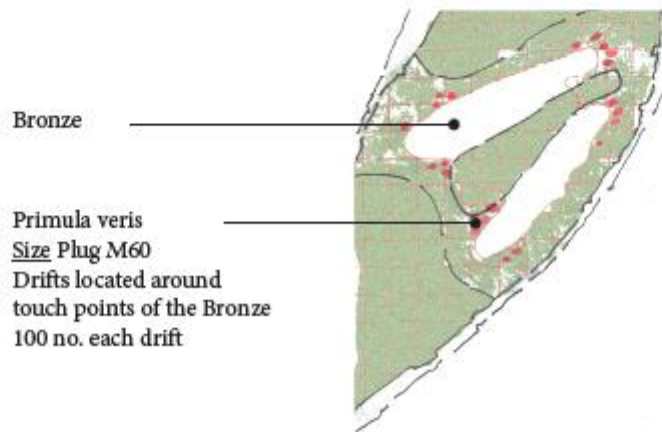 Bronze
Primula veris
Size Plug M60
Drifts located around
touch points of the Bronze
100 no. each drift